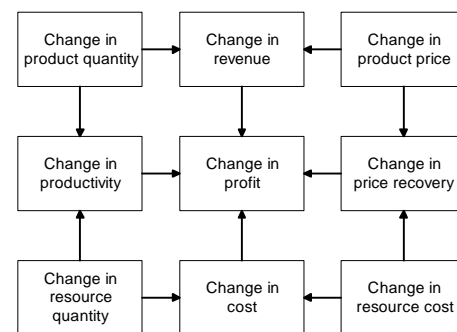 Change in
product quantity
Change in
revenue
Change in
product price
Change in
productivity
Change in
profit
Change in
price recovery
Change in
resource
quantity
Change in
cost
Change in
resource cost